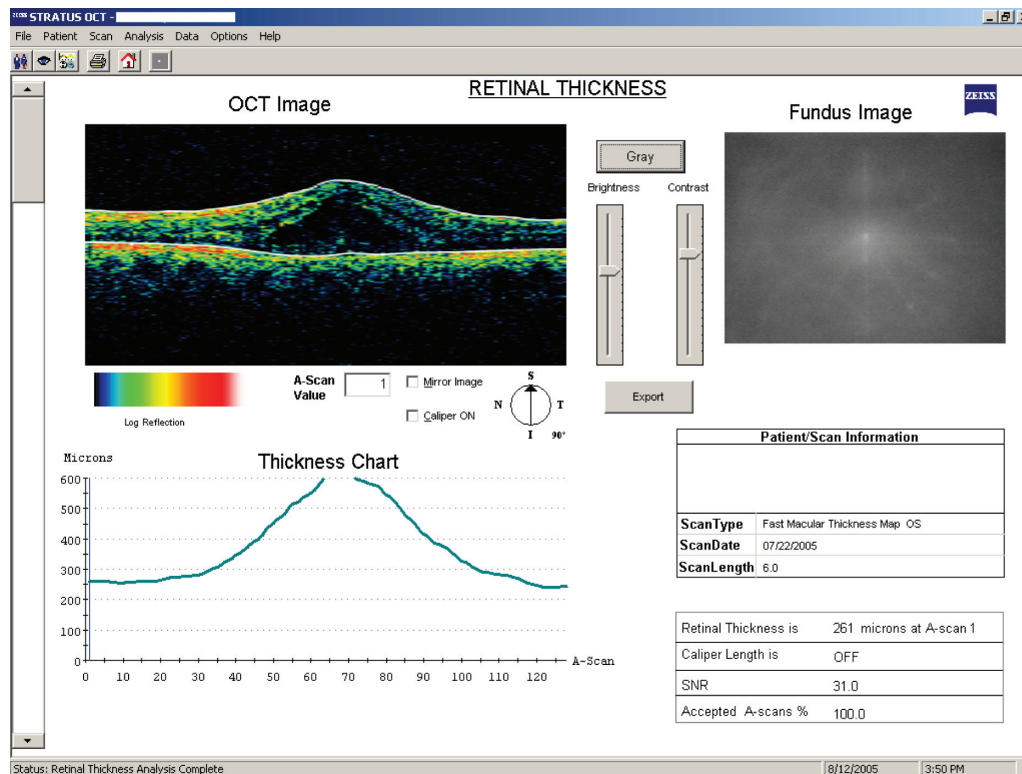 ZEISS STRATUS OCT -
File Patient Scan Analysis Data Options Help
RETINAL THICKNESS
ZEISS
OCT Image
Fundus Image
Gray
Brightness Contrast
A-Scan Value 1
Mirror Image
Caliper ON
S
N T
I 90°
Export
Log Reflection
Patient/Scan Information
ScanType Fast Macular Thickness Map OS
ScanDate 07/22/2005
ScanLength 6.0
Microns
Thickness Chart
600
500
400
300
200
100
0
A-Scan
0 10 20 30 40 50 60 70 80 90 100 110 120
Retinal Thickness is 261 microns at A-scan 1
Caliper Length is OFF
SNR 31.0
Accepted A-scans % 100.0
Status: Retinal Thickness Analysis Complete 8/12/2005 3:50 PM